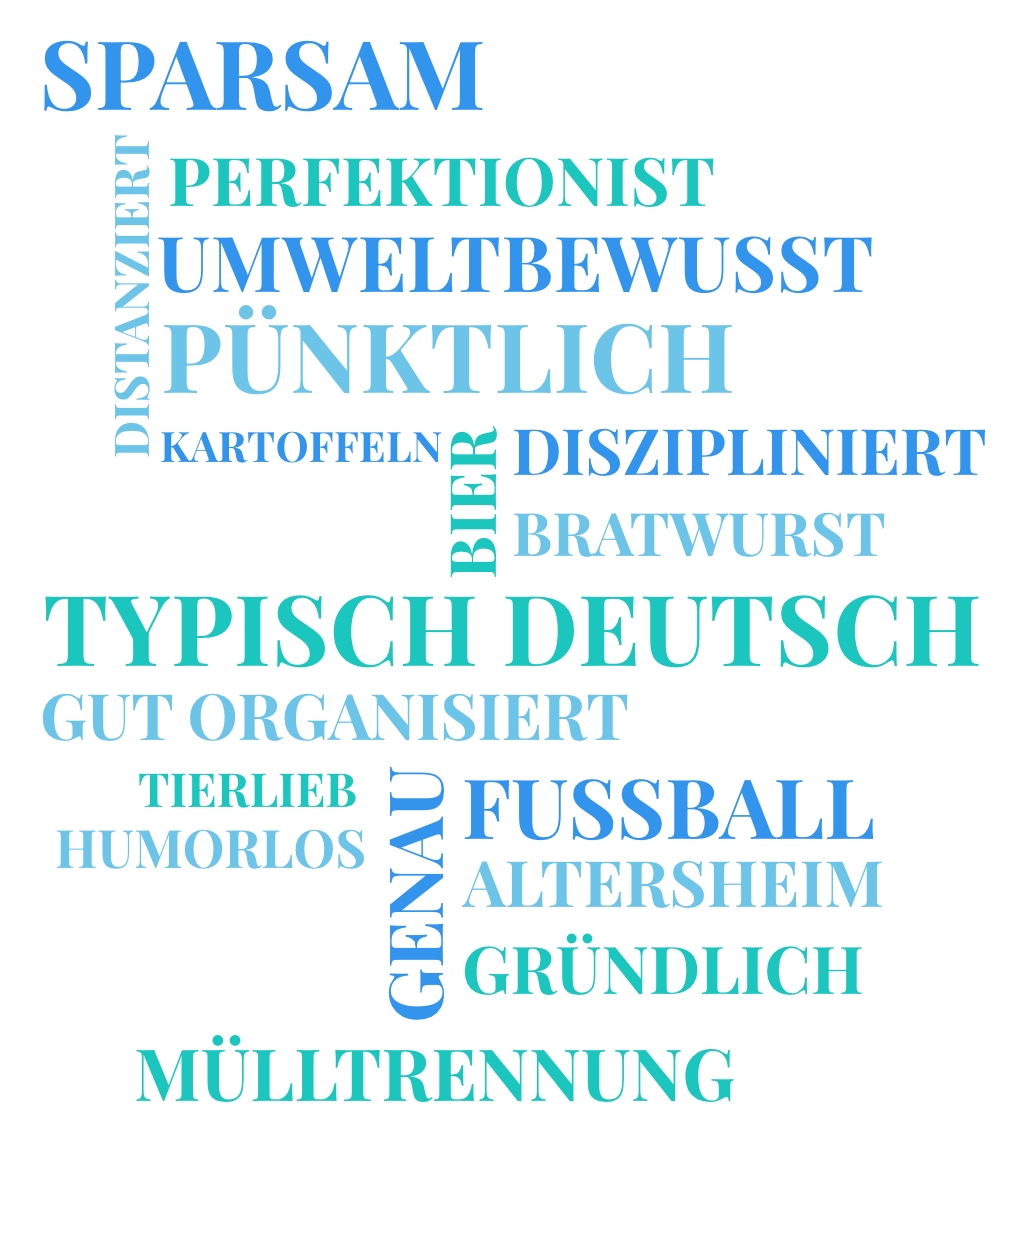 SPARSAM
DISTANZIERT
PERFEKTIONIST
UMWELTBEWUSST
PÜNKTLICH
KARTOFFELN
BIER
DISZIPLINIERT
BRATWURST
TYPISCH DEUTSCH
GUT ORGANISIERT
TIERLIEB
HUMORLOS
GENAU
FUSSBALL
ALTERSHEIM
GRÜNDLICH
MÜLLTRENNUNG